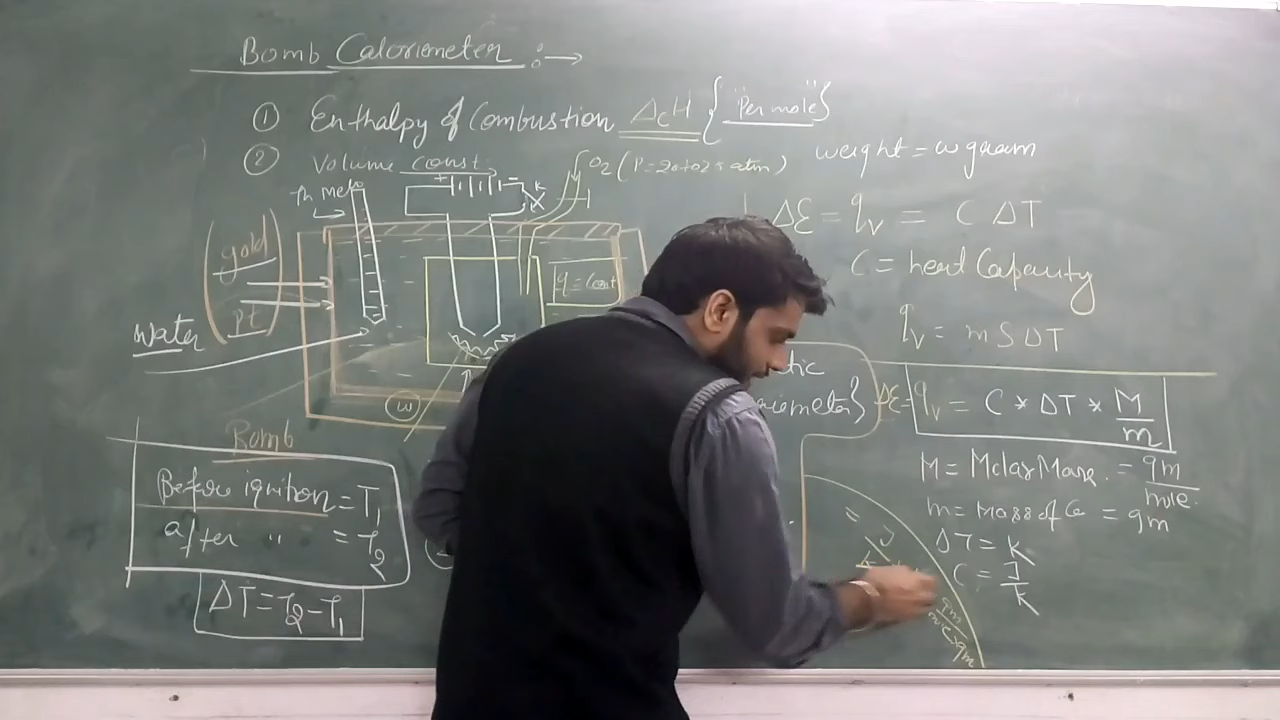 Bomb Calorimeter :→
① Enthalpy of Combustion ΔcH { "Per mole" }
② Volume const.
O₂ (P = 20 to 25 atm)
weight = w gram
+ - K
gold
pt
water
q = Const
w
ΔE = qᵥ = C ΔT
C = heat Capacity
qᵥ = m S ΔT
ΔE = qᵥ = C * ΔT * M/m
M = Molar Mass. = gm/mole.
m = Mass of = gm
ΔT = K
C = J/K
= J
gm
Bomb
Before ignition = T₁
after " = T₂
ΔT = T₂ - T₁